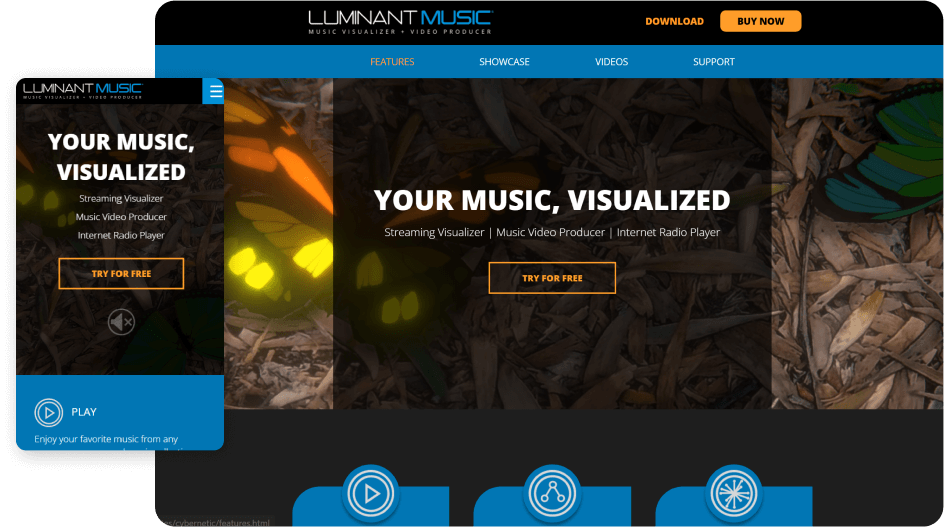 LUMINANT MUSIC
MUSIC VISUALIZER + VIDEO PRODUCER
DOWNLOAD
BUY NOW
FEATURES
SHOWCASE
VIDEOS
SUPPORT
YOUR MUSIC, VISUALIZED
Streaming Visualizer | Music Video Producer | Internet Radio Player
TRY FOR FREE
s/cybernetic/features.html
LUMINANT MUSIC
MUSIC VISUALIZER + VIDEO PRODUCER
YOUR MUSIC,
VISUALIZED
Streaming Visualizer
Music Video Producer
Internet Radio Player
TRY FOR FREE
PLAY
Enjoy your favorite music from any